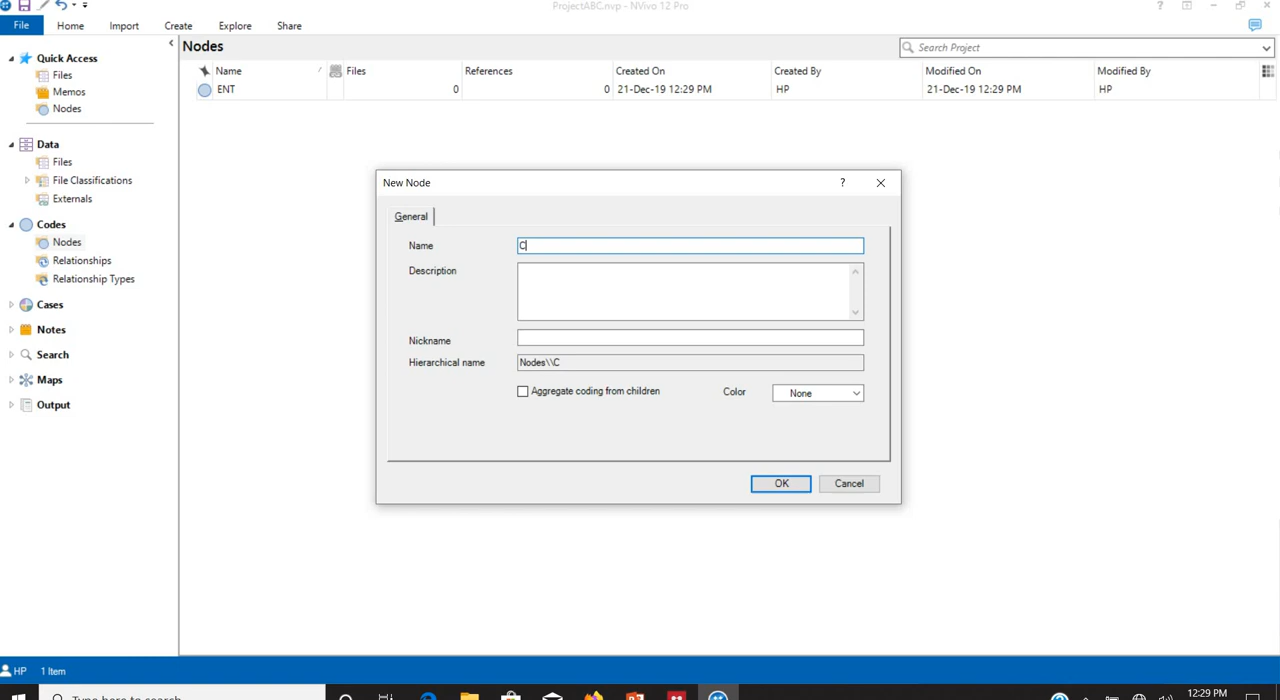 ProjectABC.nvp - NVivo 12 Pro
File Home Import Create Explore Share
Quick Access
Files
Memos
Nodes
Data
Files
File Classifications
Externals
Codes
Nodes
Relationships
Relationship Types
Cases
Notes
Search
Maps
Output
Nodes
Search Project
Name Files References Created On Created By Modified On Modified By
ENT 0 0 21-Dec-19 12:29 PM HP 21-Dec-19 12:29 PM HP
New Node ?
General
Name C
Description
Nickname
Hierarchical name Nodes\\C
Aggregate coding from children Color None
OK Cancel
HP 1 Item
Type here to search 12:29 PM